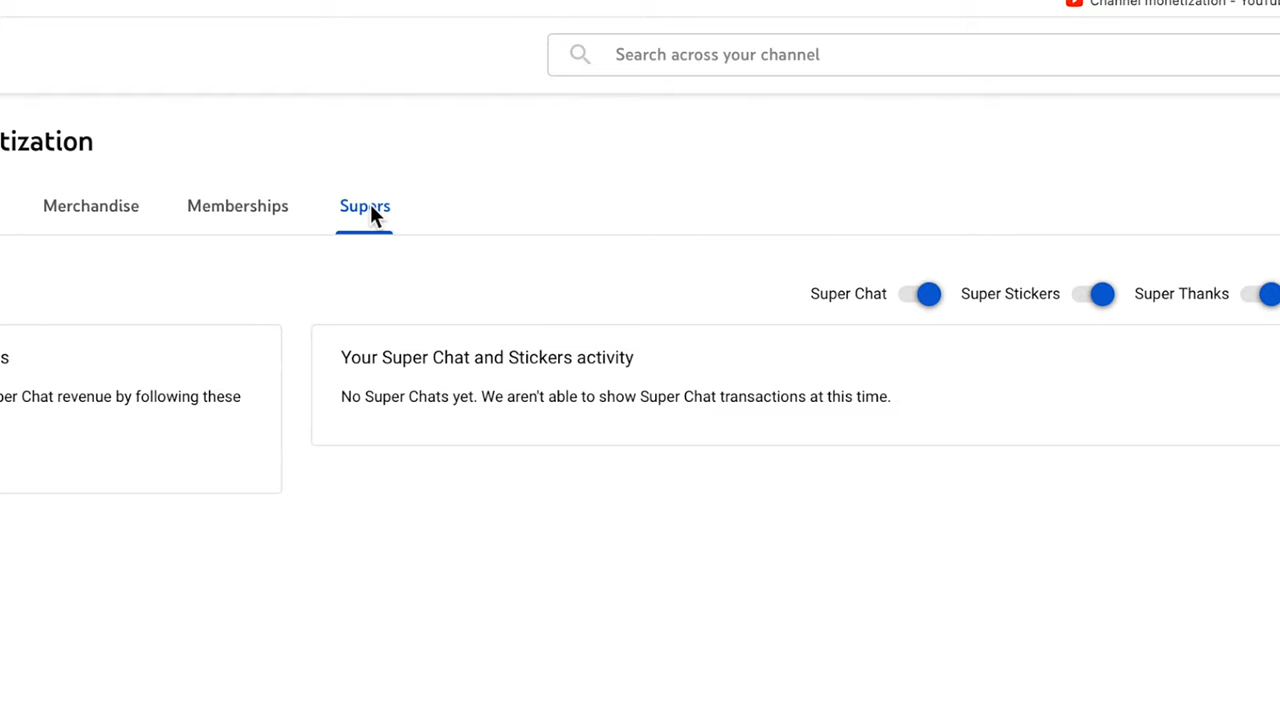 Channel monetization - YouTu
Search across your channel
tization
Merchandise Memberships Supers
Super Chat Super Stickers Super Thanks
s
Your Super Chat and Stickers activity
per Chat revenue by following these
No Super Chats yet. We aren't able to show Super Chat transactions at this time.